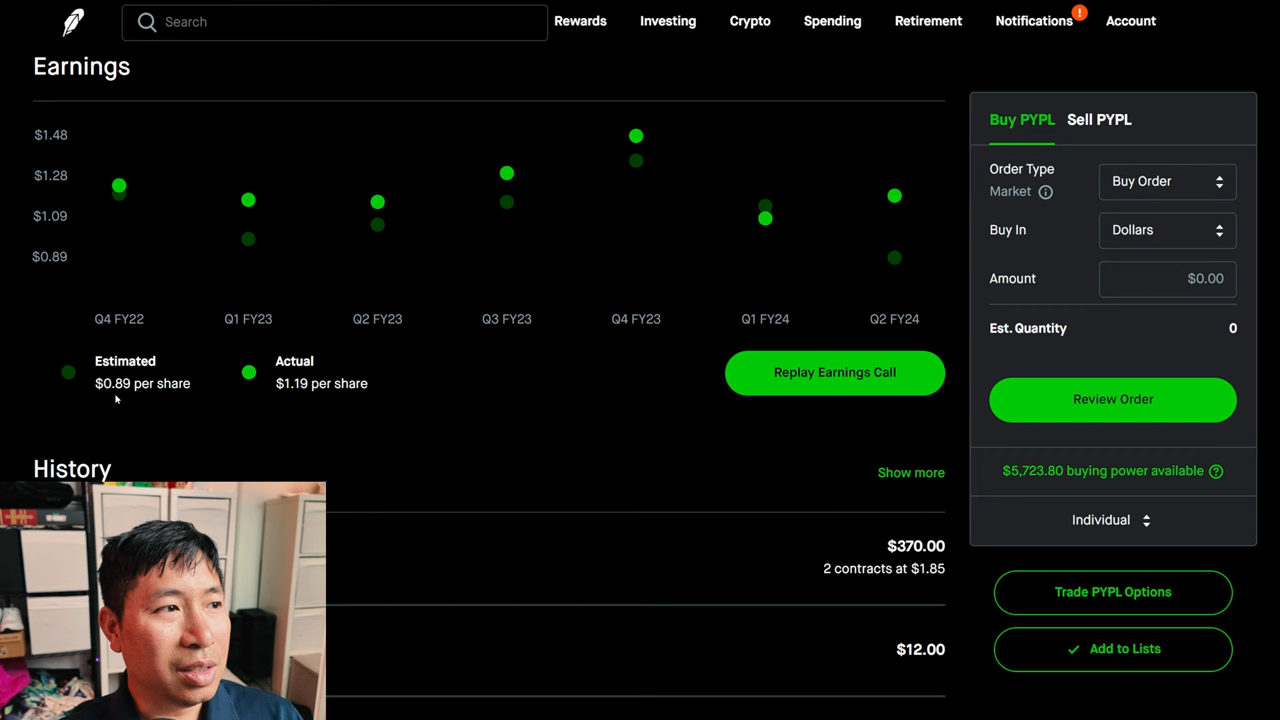 Search
Rewards
Investing
Crypto
Spending
Retirement
Notifications
!
Account
Earnings
$1.48
$1.28
$1.09
$0.89
Q4 FY22
Q1 FY23
Q2 FY23
Q3 FY23
Q4 FY23
Q1 FY24
Q2 FY24
Estimated
$0.89 per share
Actual
$1.19 per share
Replay Earnings Call
History
Show more
$370.00
2 contracts at $1.85
$12.00
Buy PYPL
Sell PYPL
Order Type
Market
Buy Order
Buy In
Dollars
Amount
$0.00
Est. Quantity
0
Review Order
$5,723.80 buying power available
Individual
Trade PYPL Options
Add to Lists